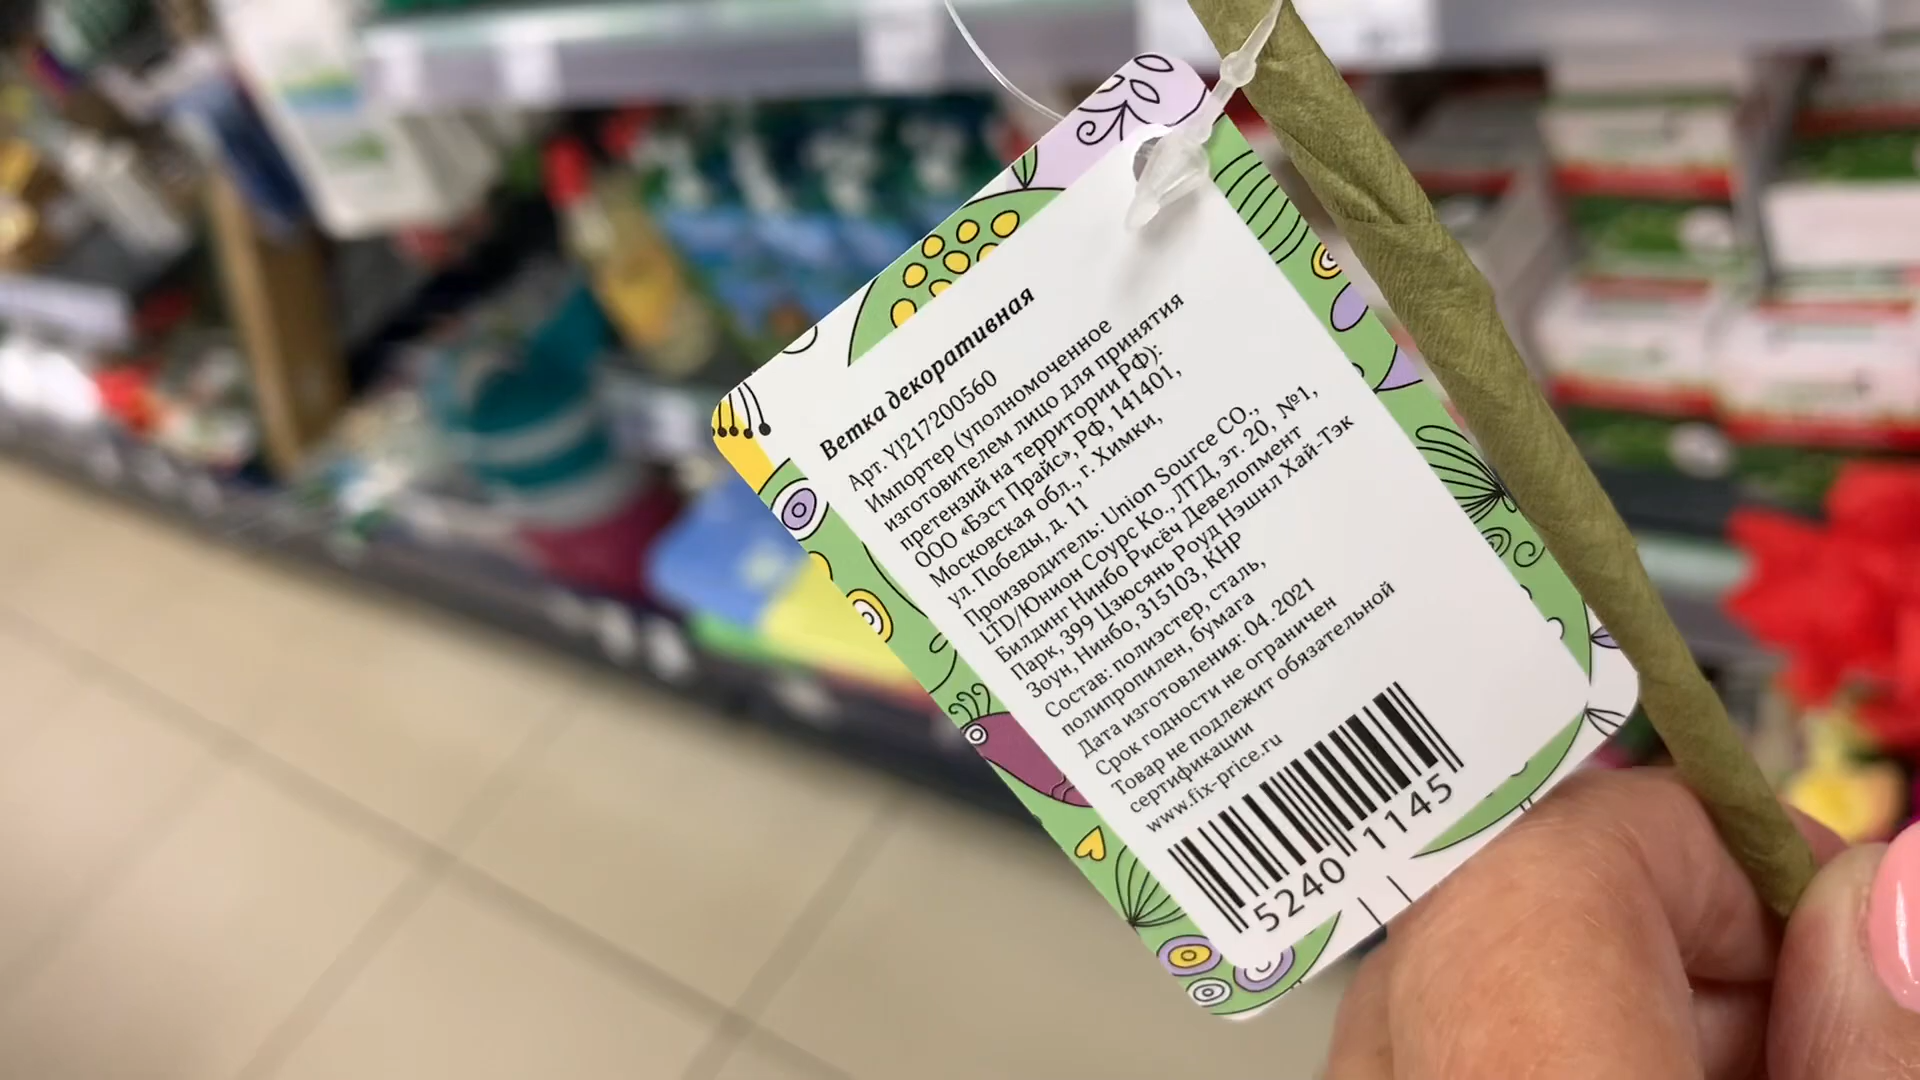 Ветка декоративная
Арт. YJ217200560
Импортер (уполномоченное
изготовителем лицо для принятия
претензий на территории РФ):
ООО «Бэст Прайс», РФ, 141401,
Московская обл., г. Химки,
ул. Победы, д. 11
Производитель: Union Source CO.,
LTD/Юнион Соурс Ко., ЛТД, эт. 20, №1,
Билдинг Нинбо Рисёч Девелопмент
Парк, 399 Цзюсянь Роуд Нэшнл Хай-Тэк
Зоун, Нинбо, 315103, КНР
Состав: полиэстер, сталь,
полипропилен, бумага
Дата изготовления: 04. 2021
Срок годности не ограничен
Товар не подлежит обязательной
сертификации
www.fix-price.ru
5240 1145